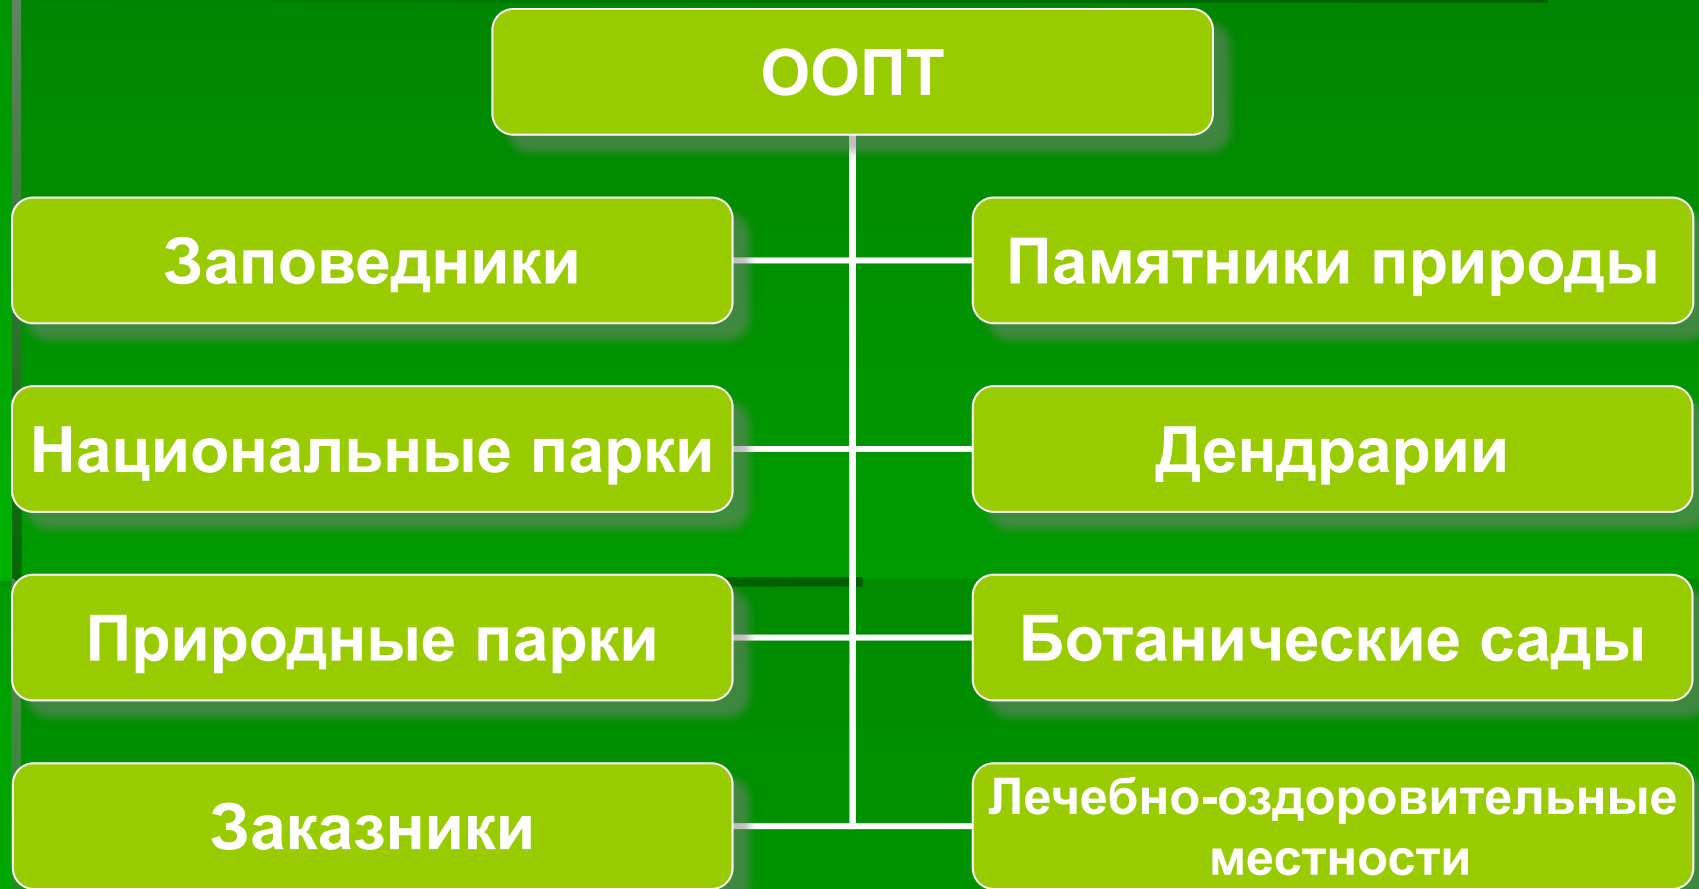 ООПТ
Заповедники
Памятники природы
Национальные парки
Дендрарии
Природные парки
Ботанические сады
Заказники
Лечебно-оздоровительные
местности